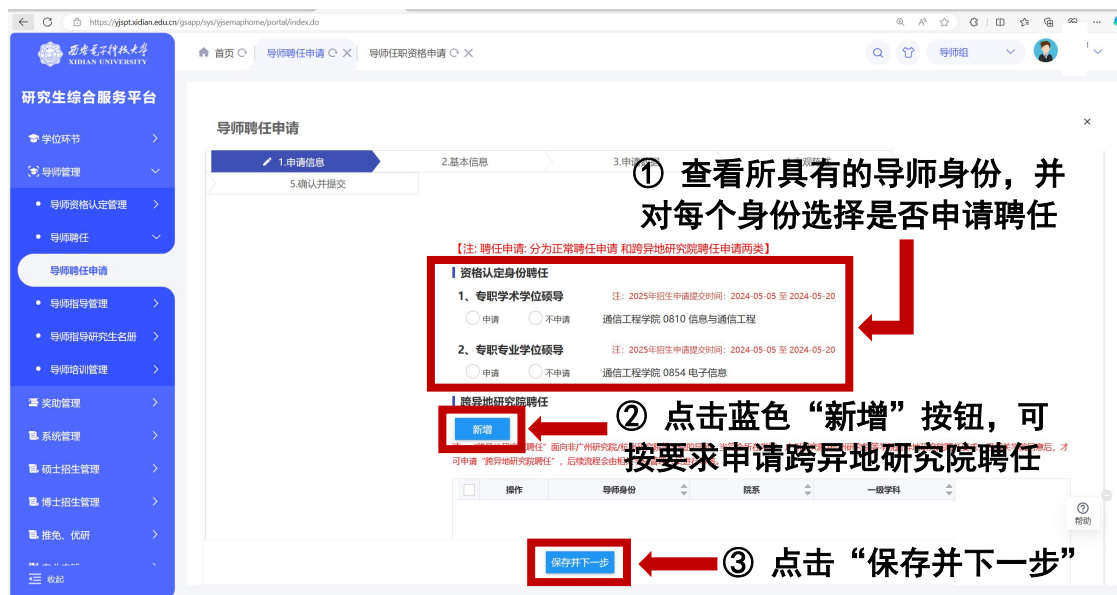 https://yjspt.xidian.edu.cn/gsapp/sys/yjsemaphome/portal/index.do
西安电子科技大学
XIDIAN UNIVERSITY
首页
导师聘任申请
导师任职资格申请
导师组
研究生综合服务平台
学位环节
导师管理
导师资格认定管理
导师聘任
导师聘任申请
导师指导管理
导师指导研究生名册
导师培训管理
奖助管理
系统管理
硕士招生管理
博士招生管理
推免、优研
收起
导师聘任申请
1.申请信息
2.基本信息
3.申请
5.确认并提交
① 查看所具有的导师身份，并
对每个身份选择是否申请聘任
【注: 聘任申请: 分为正常聘任申请 和跨异地研究院聘任申请两类】
资格认定身份聘任
1、专职学术学位硕导 注：2025年招生申请提交时间：2024-05-05 至 2024-05-20
申请 不申请 通信工程学院 0810 信息与通信工程
2、专职专业学位硕导 注：2025年招生申请提交时间：2024-05-05 至 2024-05-20
申请 不申请 通信工程学院 0854 电子信息
跨异地研究院聘任
新增
② 点击蓝色“新增”按钮，可
按要求申请跨异地研究院聘任
面向非广州研究院/杭
后，才
可申请“跨异地研究院聘任”，后续流程会由相
操作 导师身份 院系 一级学科
帮助
保存并下一步
③ 点击“保存并下一步”